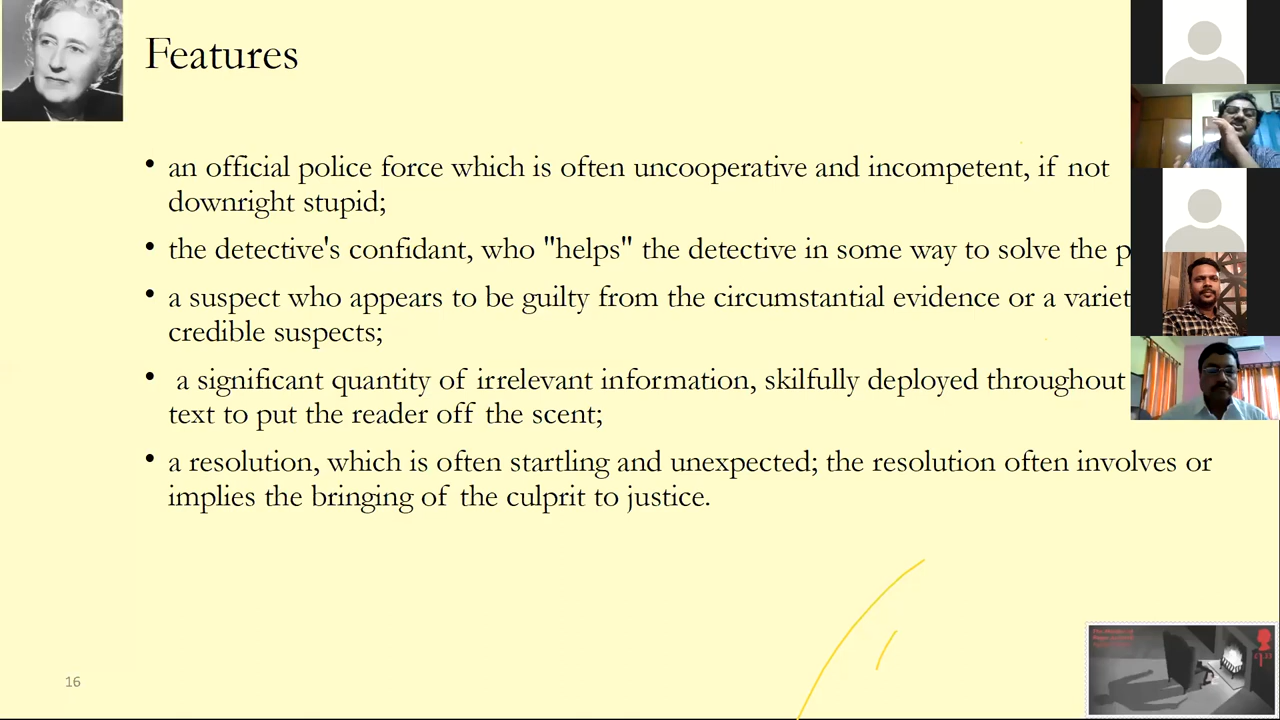 Features
• an official police force which is often uncooperative and incompetent, if not
downright stupid;
• the detective's confidant, who "helps" the detective in some way to solve the
• a suspect who appears to be guilty from the circumstantial evidence or a
credible suspects;
• a significant quantity of irrelevant information, skilfully deployed throughout
text to put the reader off the scent;
• a resolution, which is often startling and unexpected; the resolution often involves or
implies the bringing of the culprit to justice.
16